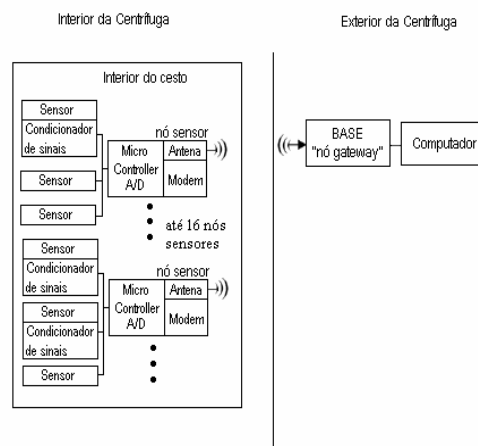 Interior da Centrífuga
Exterior da Centrífuga
Interior do cesto
Sensor
Condicionador
de sinais
Sensor
Sensor
nó sensor
Micro
Controller
A/D
Antena
Modem
até 16 nós
sensores
Sensor
Condicionador
de sinais
Sensor
Condicionador
de sinais
Sensor
nó sensor
Micro
Controller
A/D
Antena
Modem
BASE
"nó gateway"
Computador